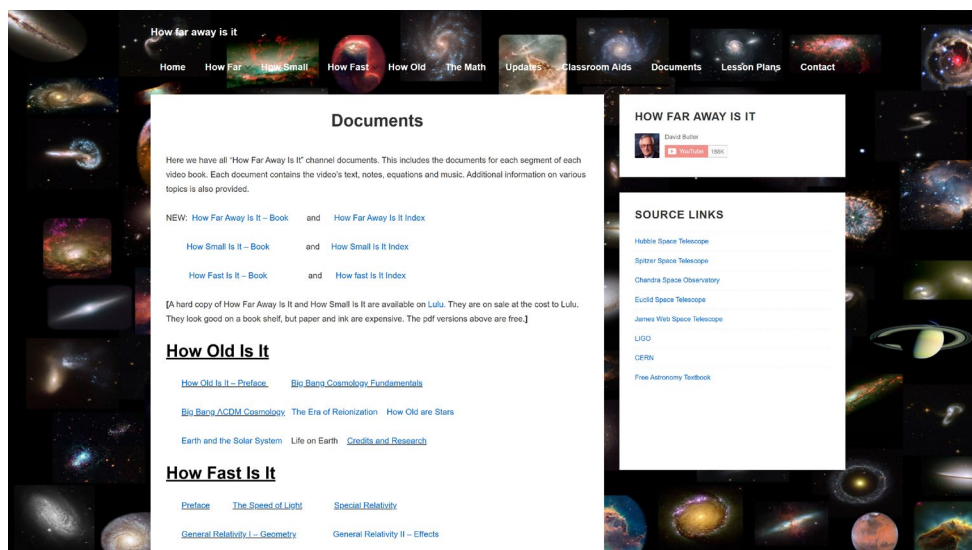 How far away is it
Home How Far How Small How Fast How Old The Math Updates Classroom Aids Documents Lesson Plans Contact
Documents
Here we have all “How Far Away Is It” channel documents. This includes the documents for each segment of each
video book. Each document contains the video's text, notes, equations and music. Additional information on various
topics is also provided.
NEW: How Far Away Is It – Book and How Far Away Is It Index
How Small Is It – Book and How Small Is It Index
How Fast Is It – Book and How fast Is It Index
[A hard copy of How Far Away Is It and How Small Is It are available on Lulu. They are on sale at the cost to Lulu.
They look good on a book shelf, but paper and ink are expensive. The pdf versions above are free.]
How Old Is It
How Old Is It – Preface Big Bang Cosmology Fundamentals
Big Bang ΛCDM Cosmology The Era of Reionization How Old are Stars
Earth and the Solar System Life on Earth Credits and Research
How Fast Is It
Preface The Speed of Light Special Relativity
General Relativity I – Geometry General Relativity II – Effects
HOW FAR AWAY IS IT
David Butler
YouTube 188K
SOURCE LINKS
Hubble Space Telescope
Spitzer Space Telescope
Chandra Space Observatory
Euclid Space Telescope
James Web Space Telescope
LIGO
CERN
Free Astronomy Textbook